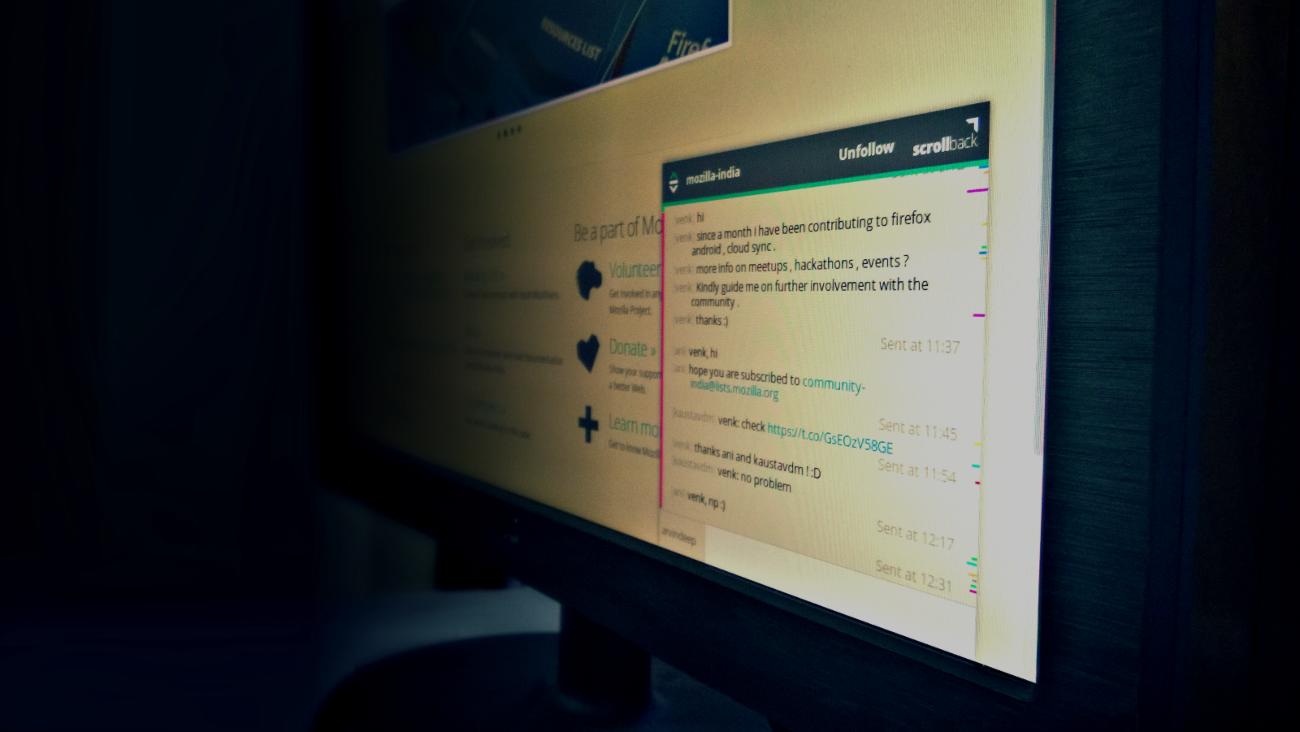 RESOURCES LIST
Firef
Be a part of Mo
Volunteer
Get involved in any
Mozilla Project.
Donate »
Show your support
a better Web.
Learn mo
Get to know Mozill
mozilla-india
Unfollow
scrollback
venk: hi
venk: since a month i have been contributing to firefox
android , cloud sync .
venk: more info on meetups , hackathons , events ?
venk: Kindly guide me on further involvement with the
community .
venk: thanks :)
Sent at 11:37
ani: venk, hi
ani: hope you are subscribed to community-
india@lists.mozilla.org
Sent at 11:45
kaustavdm: venk: check https://t.co/GsEOzV58GE
Sent at 11:54
venk: thanks ani and kaustavdm ! :D
kaustavdm: venk: no problem
ani: venk, np :)
Sent at 12:17
Sent at 12:31
arvindeep